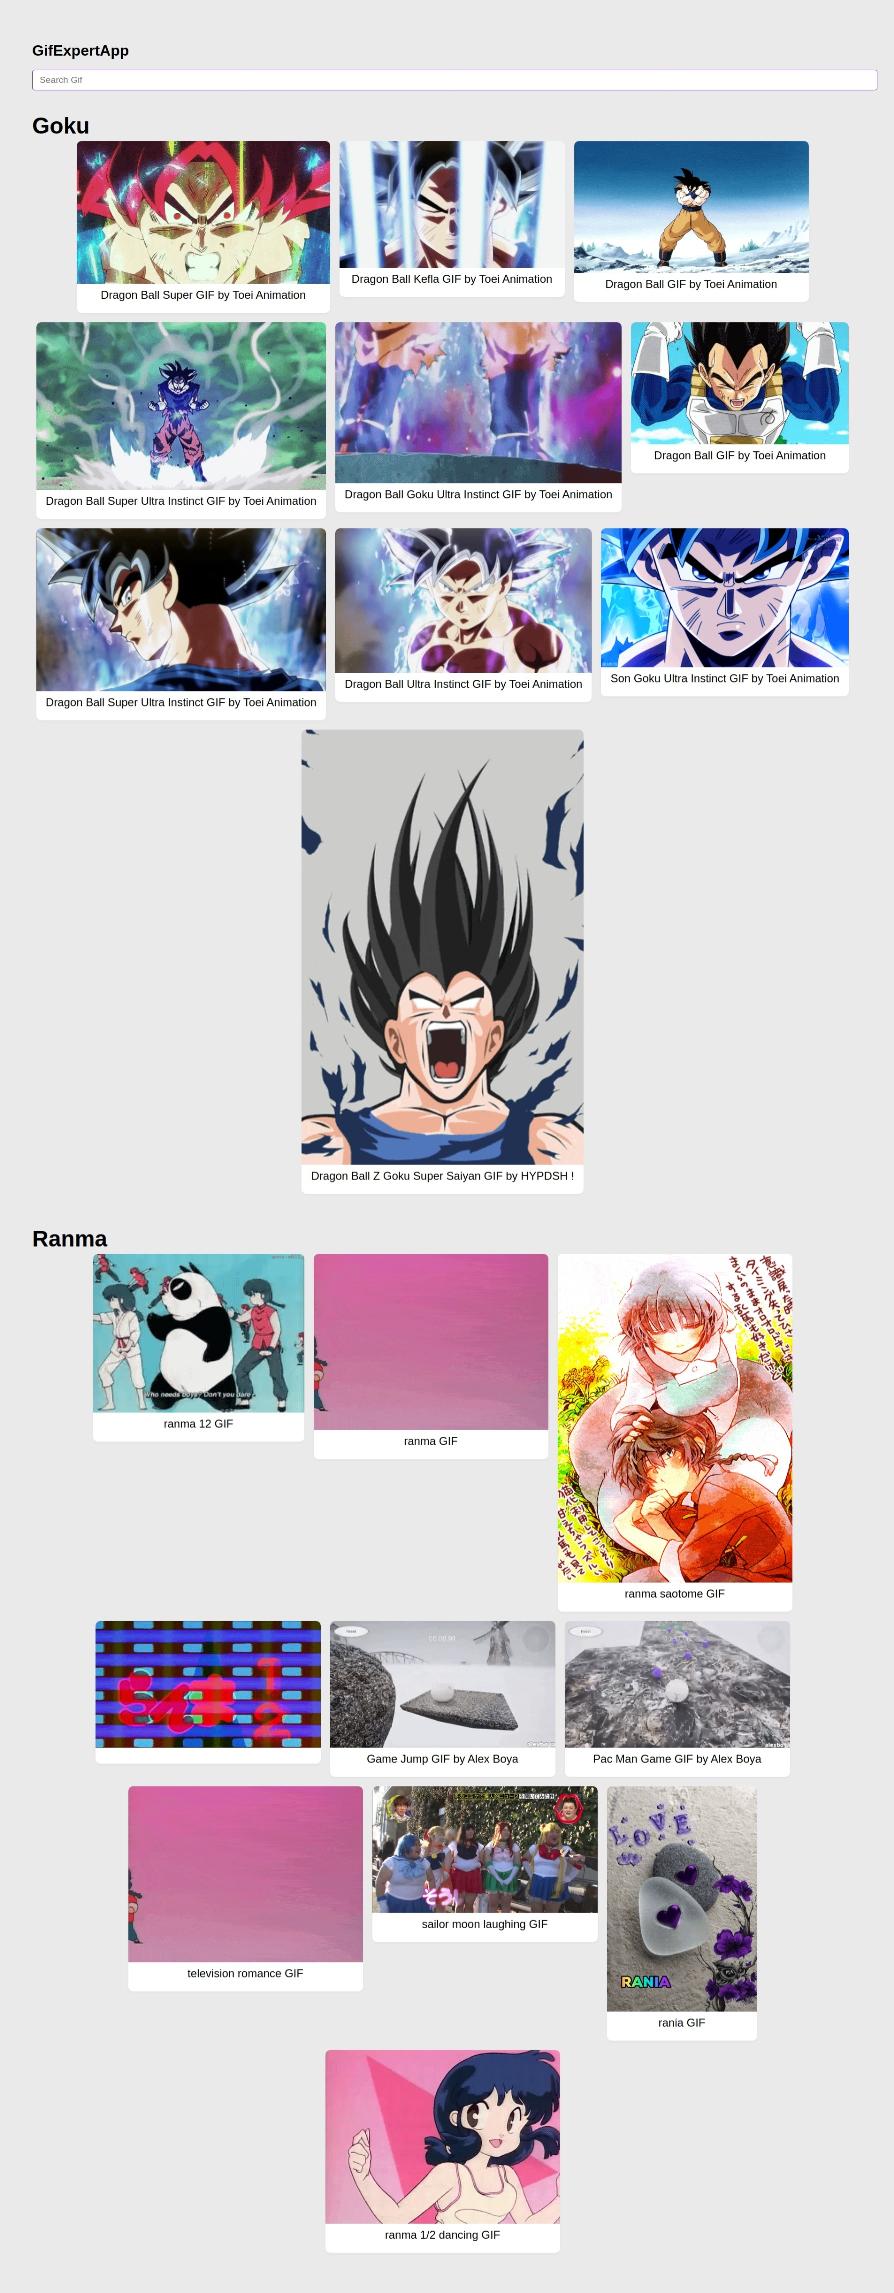 GifExpertApp
Search Gif
Goku
Dragon Ball Super GIF by Toei Animation
Dragon Ball Kefla GIF by Toei Animation
Dragon Ball GIF by Toei Animation
Dragon Ball Super Ultra Instinct GIF by Toei Animation
Dragon Ball Goku Ultra Instinct GIF by Toei Animation
Dragon Ball GIF by Toei Animation
Dragon Ball Super Ultra Instinct GIF by Toei Animation
Dragon Ball Ultra Instinct GIF by Toei Animation
Son Goku Ultra Instinct GIF by Toei Animation
Dragon Ball Z Goku Super Saiyan GIF by HYPDSH !
Ranma
Who needs boys? Don't you dare
ranma 12 GIF
ranma GIF
ranma saotome GIF
らんま
1
2
Game Jump GIF by Alex Boya
Pac Man Game GIF by Alex Boya
television romance GIF
そう!
sailor moon laughing GIF
LOVE
RANIA
rania GIF
ranma 1/2 dancing GIF